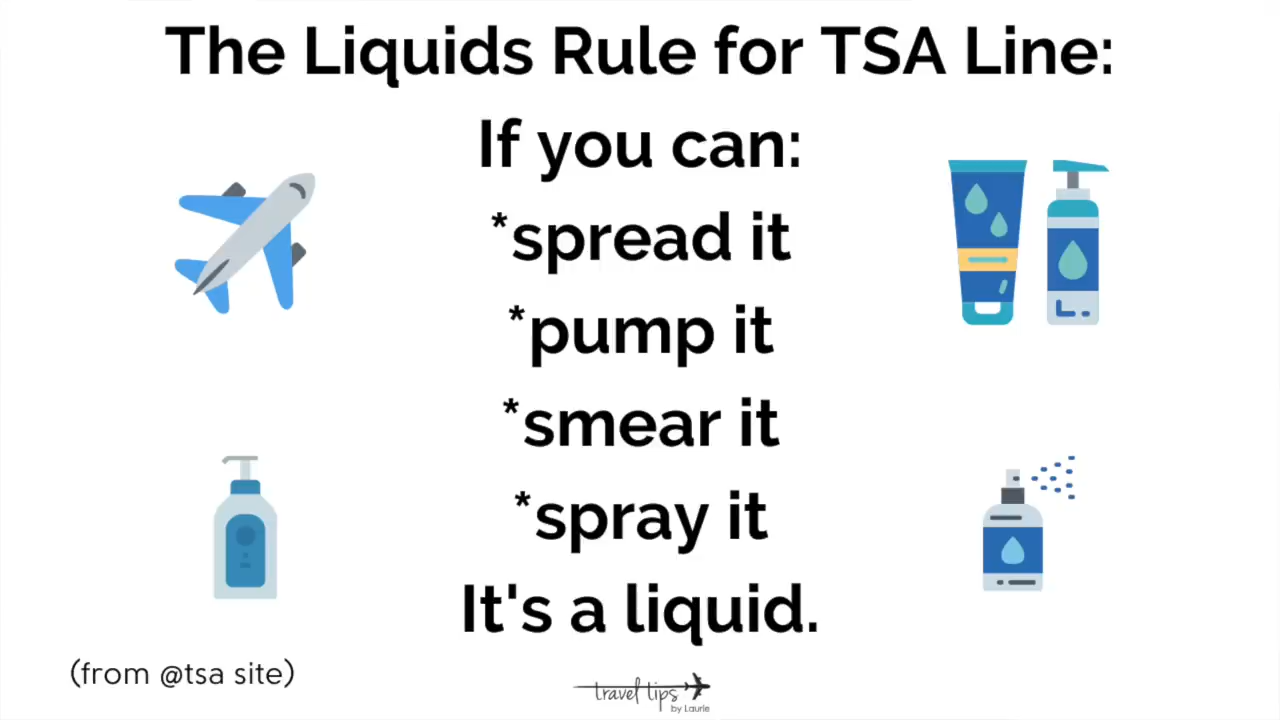 The Liquids Rule for TSA Line:
If you can:
*spread it
*pump it
*smear it
*spray it
It's a liquid.
(from @tsa site)
travel tips
by Laurie